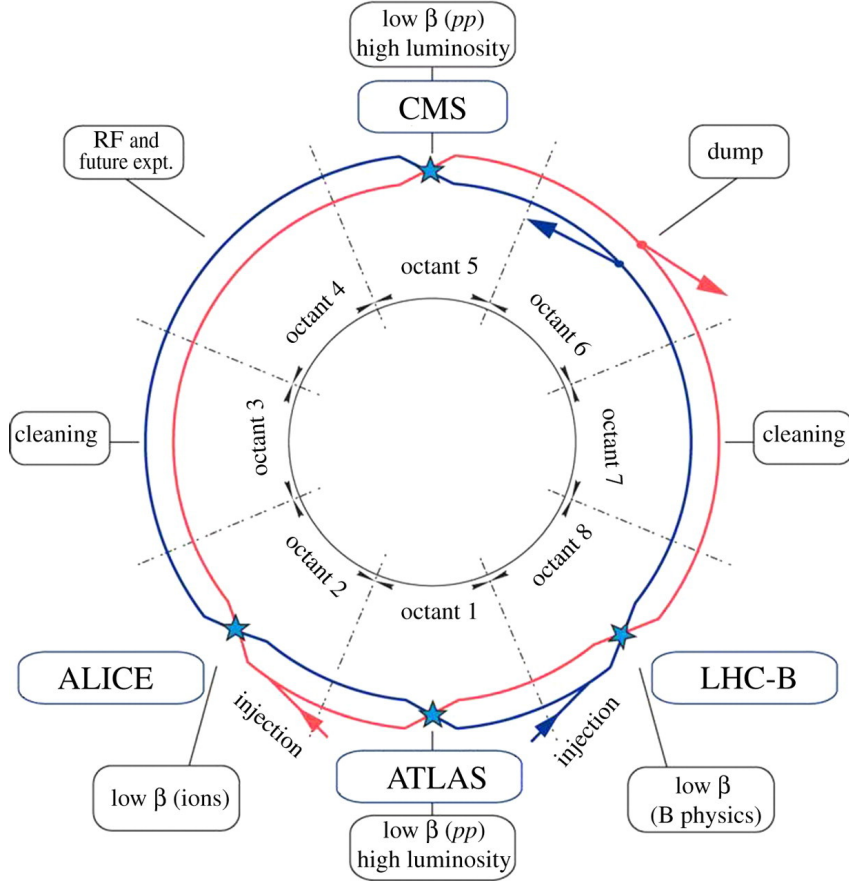 low β (pp)
high luminosity
CMS
RF and
future expt.
dump
octant 5
octant 4
octant 6
octant 3
octant 7
cleaning
cleaning
octant 2
octant 8
octant 1
ALICE
LHC-B
injection
injection
low β (ions)
ATLAS
low β
(B physics)
low β (pp)
high luminosity